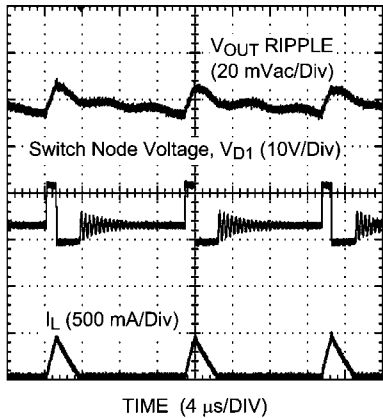 V_OUT RIPPLE
(20 mVac/Div)
Switch Node Voltage, V_D1 (10V/Div)
I_L (500 mA/Div)
TIME (4 μs/DIV)